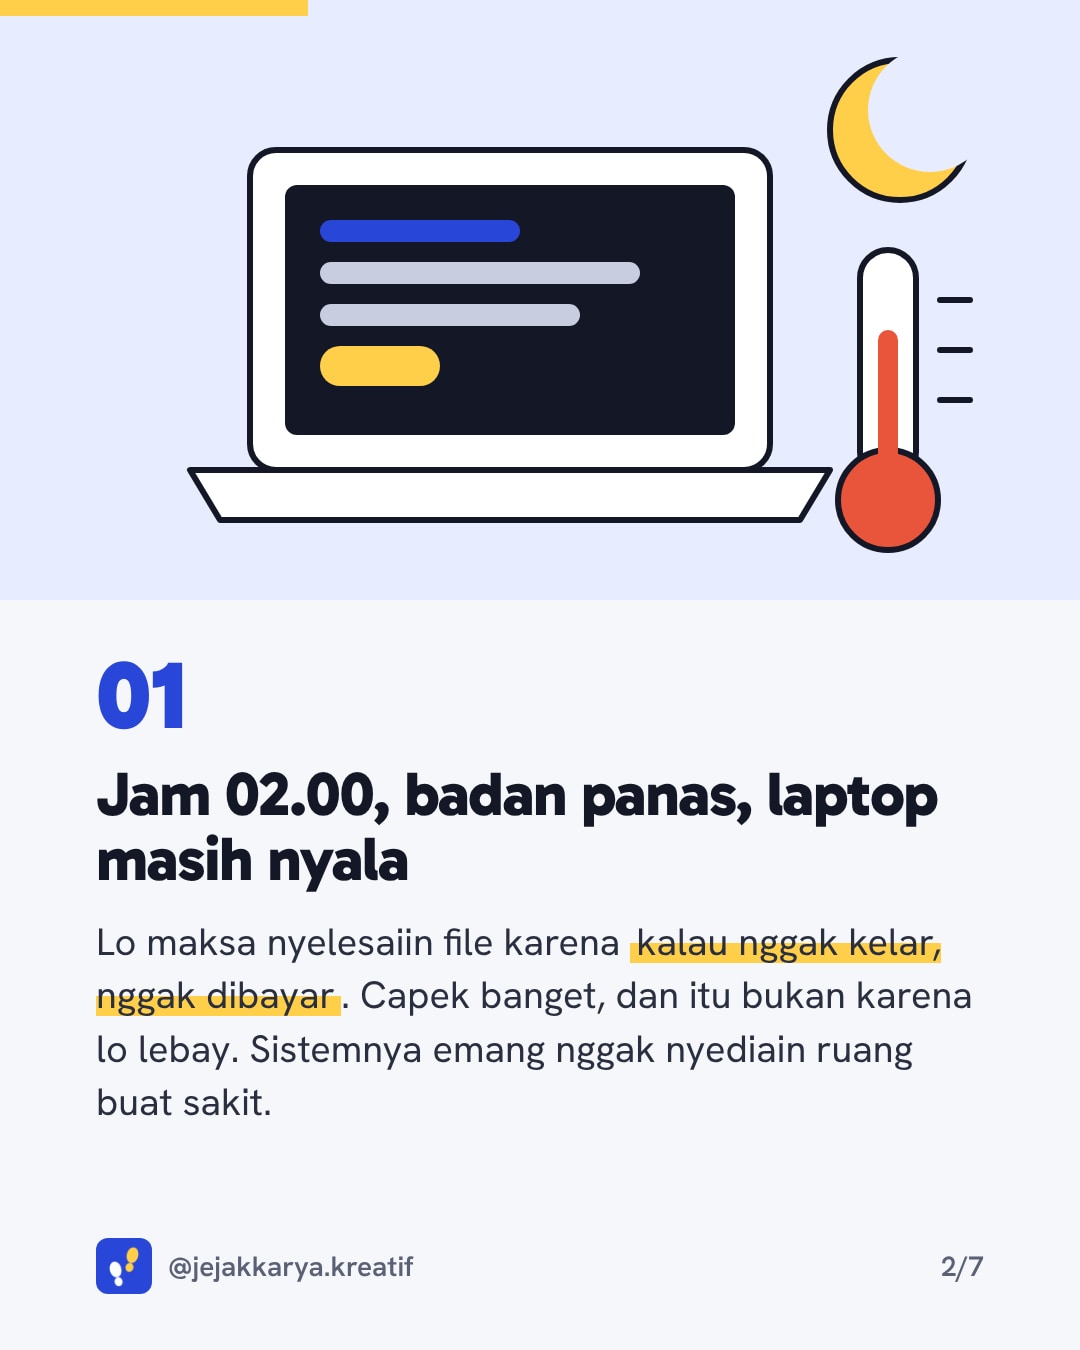 01
Jam 02.00, badan panas, laptop
masih nyala
Lo maksa nyelesaiin file karena kalau nggak kelar,
nggak dibayar. Capek banget, dan itu bukan karena
lo lebay. Sistemnya emang nggak nyediain ruang
buat sakit.
@jejakkarya.kreatif
2/7